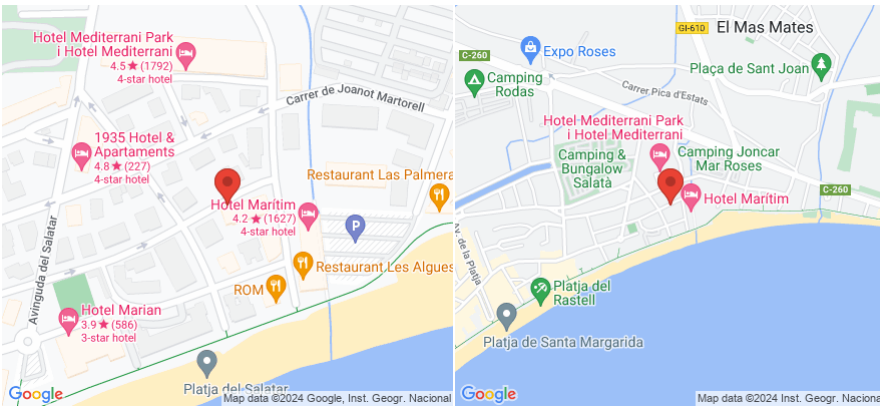 Hotel Mediterrani Park
i Hotel Mediterrani
4.5★(1792)
4-star hotel
Carrer de Joanot Martorell
1935 Hotel &
Apartaments
4.8★(227)
4-star hotel
Restaurant Las Palmera
Hotel Marítim
4.2★(1627)
4-star hotel
P
Avinguda del Salatar
Restaurant Les Algues
ROM
Hotel Marian
3.9★(586)
3-star hotel
Platja del Salatar
Google
Map data ©2024 Google, Inst. Geogr. Nacional
GI-610
El Mas Mates
C-260
Expo Roses
Plaça de Sant Joan
Camping
Rodas
Carrer Pica d'Estats
Hotel Mediterrani Park
i Hotel Mediterrani
Camping &
Bungalow
Salatà
Camping Joncar
Mar Roses
C-260
Hotel Marítim
Av. de la Platja
Platja del
Rastell
Platja de Santa Margarida
Google
Map data ©2024 Google, Inst. Geogr. Nacional